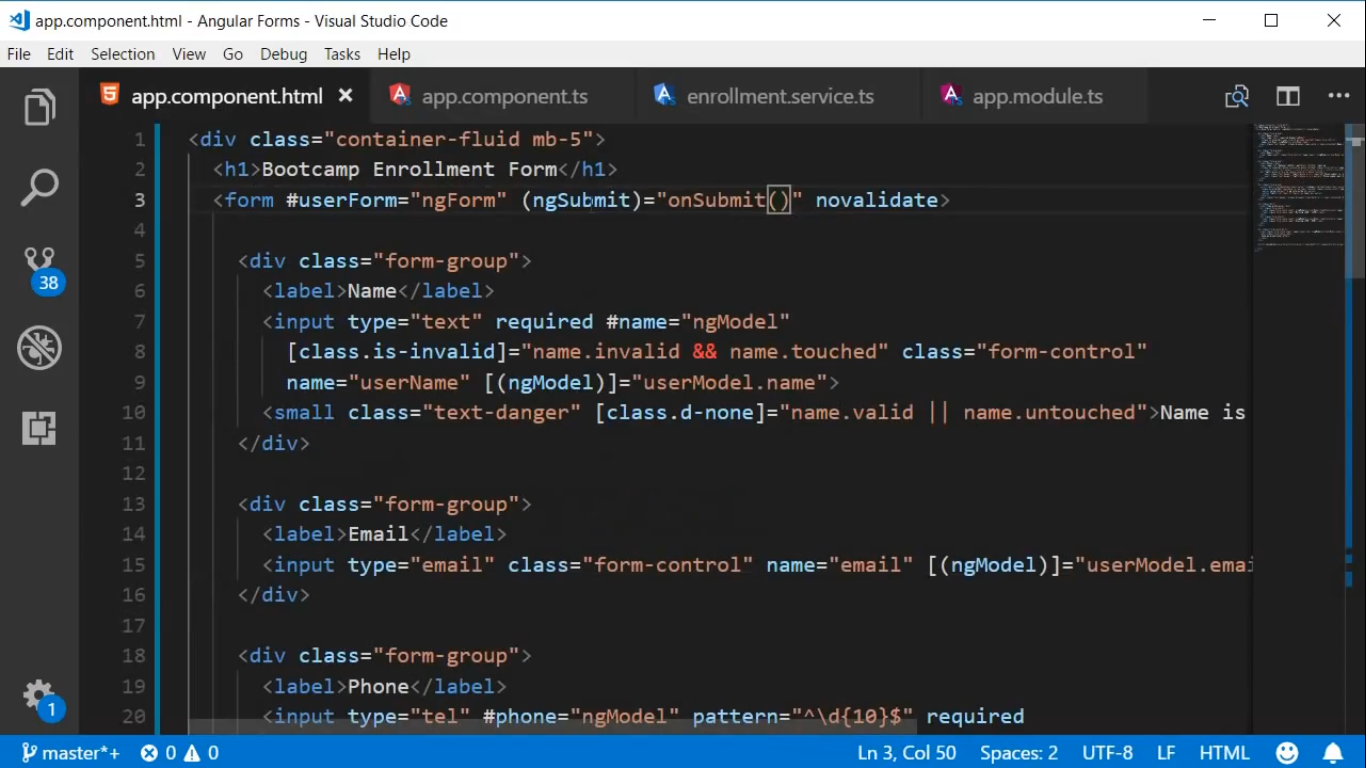 app.component.html - Angular Forms - Visual Studio Code
File Edit Selection View Go Debug Tasks Help
app.component.html app.component.ts enrollment.service.ts app.module.ts
1 <div class="container-fluid mb-5">
2 <h1>Bootcamp Enrollment Form</h1>
3 <form #userForm="ngForm" (ngSubmit)="onSubmit()" novalidate>
4
5 <div class="form-group">
6 <label>Name</label>
7 <input type="text" required #name="ngModel"
8 [class.is-invalid]="name.invalid && name.touched" class="form-control"
9 name="userName" [(ngModel)]="userModel.name">
10 <small class="text-danger" [class.d-none]="name.valid || name.untouched">Name is
11 </div>
12
13 <div class="form-group">
14 <label>Email</label>
15 <input type="email" class="form-control" name="email" [(ngModel)]="userModel.emai
16 </div>
17
18 <div class="form-group">
19 <label>Phone</label>
20 <input type="tel" #phone="ngModel" pattern="^\d{10}$" required
38
1
master*+ 0 0 Ln 3, Col 50 Spaces: 2 UTF-8 LF HTML